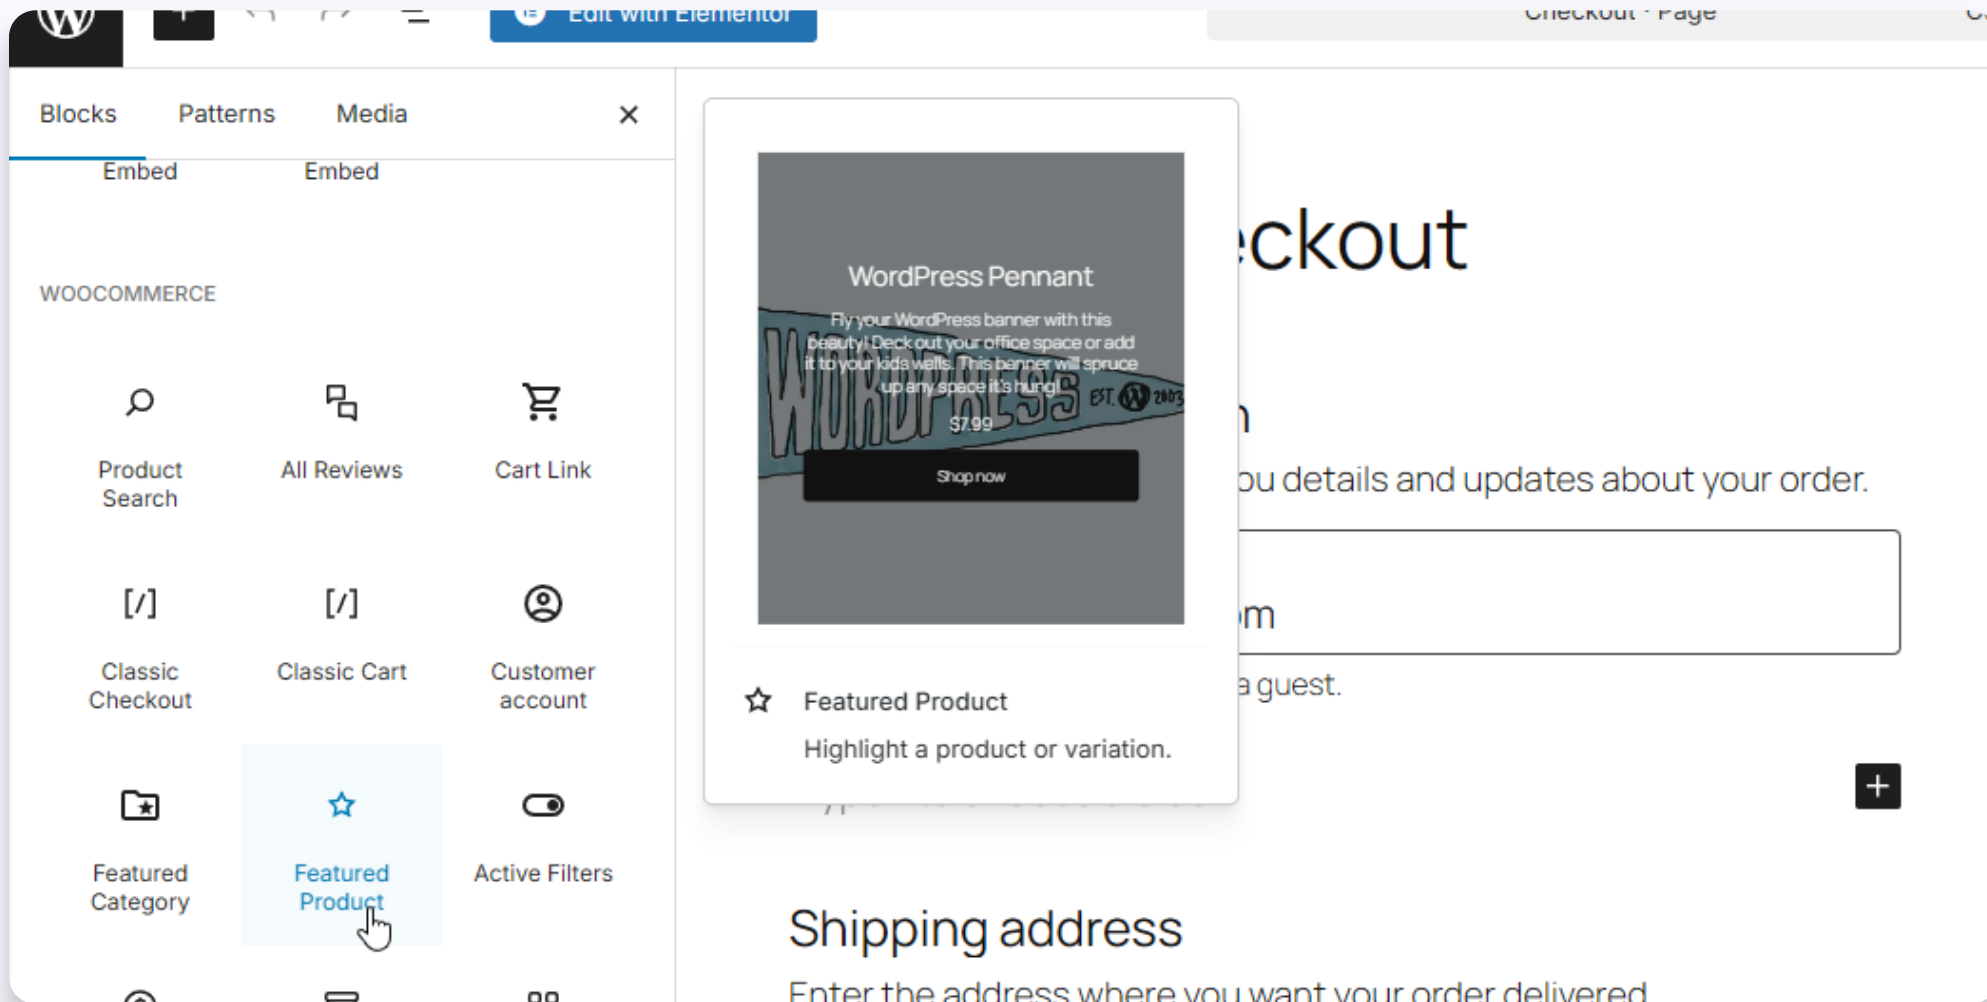 Edit with Elementor
Checkout · Page
Blocks Patterns Media
Embed Embed
WOOCOMMERCE
Product Search
All Reviews
Cart Link
Classic Checkout
Classic Cart
Customer account
Featured Category
Featured Product
Active Filters
WordPress Pennant
Fly your WordPress banner with this
beauty! Deck out your office space or add
it to your kids walls. This banner will spruce
up any space it's hung!
WORDPRESS EST. 2003
$7.99
Shop now
Featured Product
Highlight a product or variation.
eckout
ou details and updates about your order.
om
a guest.
Shipping address
Enter the address where you want your order delivered